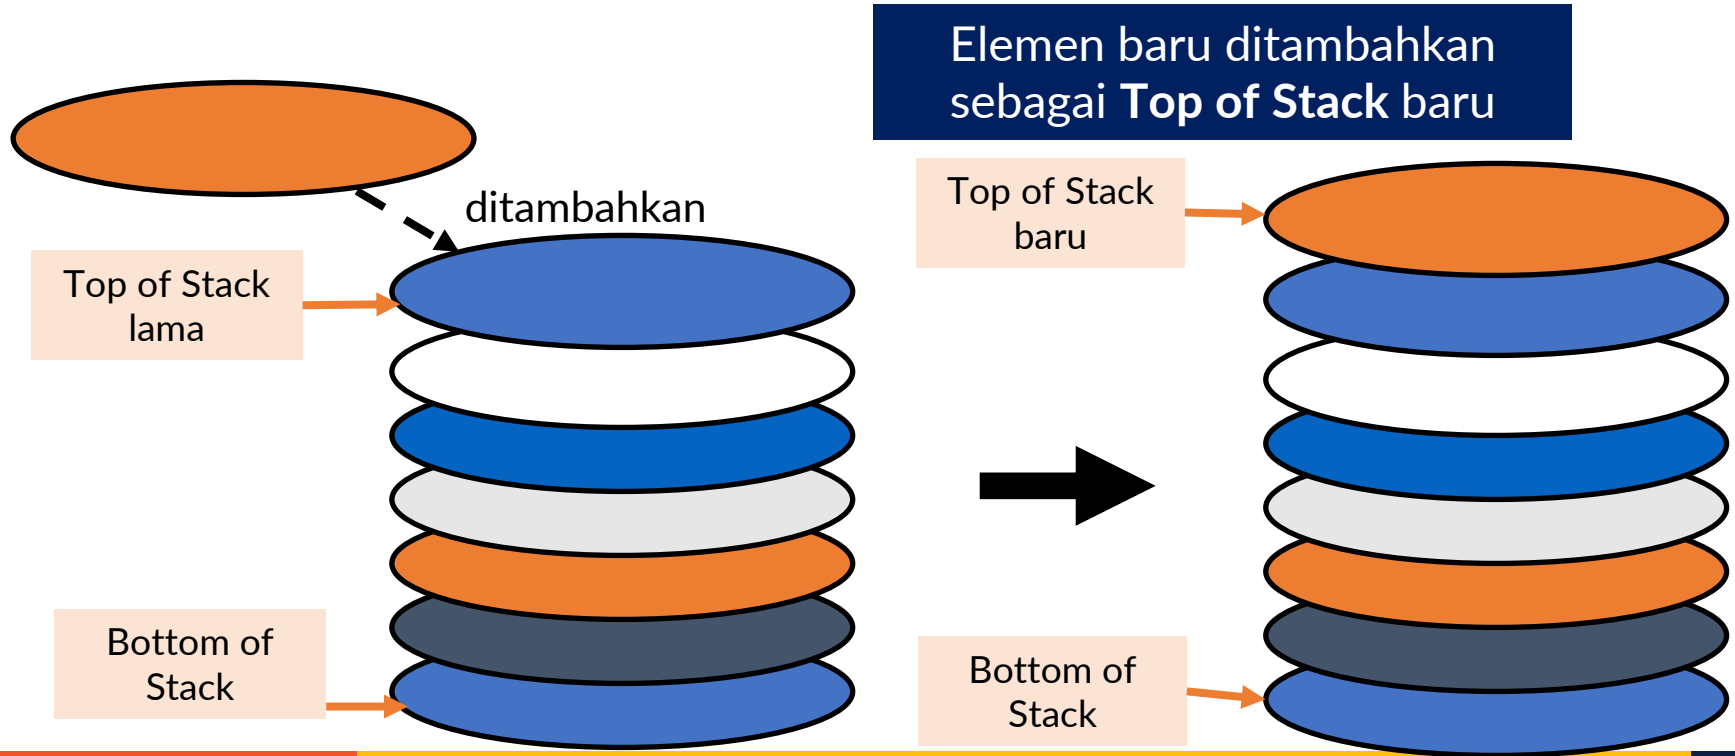 Elemen baru ditambahkan
sebagai Top of Stack baru
ditambahkan
Top of Stack
lama
Bottom of
Stack
Top of Stack
baru
Bottom of
Stack